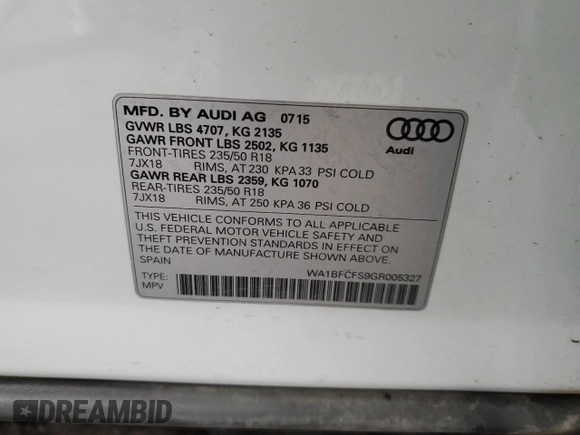 MFD. BY AUDI AG 0715
GVWR LBS 4707, KG 2135
GAWR FRONT LBS 2502, KG 1135
FRONT-TIRES 235/50 R18
7JX18 RIMS, AT 230 KPA 33 PSI COLD
GAWR REAR LBS 2359, KG 1070
REAR-TIRES 235/50 R18
7JX18 RIMS, AT 250 KPA 36 PSI COLD
THIS VEHICLE CONFORMS TO ALL APPLICABLE
U.S. FEDERAL MOTOR VEHICLE SAFETY AND
THEFT PREVENTION STANDARDS IN EFFECT ON
THE DATE OF MANUFACTURE SHOWN ABOVE.
SPAIN
WA1BFCFS9GR005327
TYPE:
MPV
Audi
DREAMBID